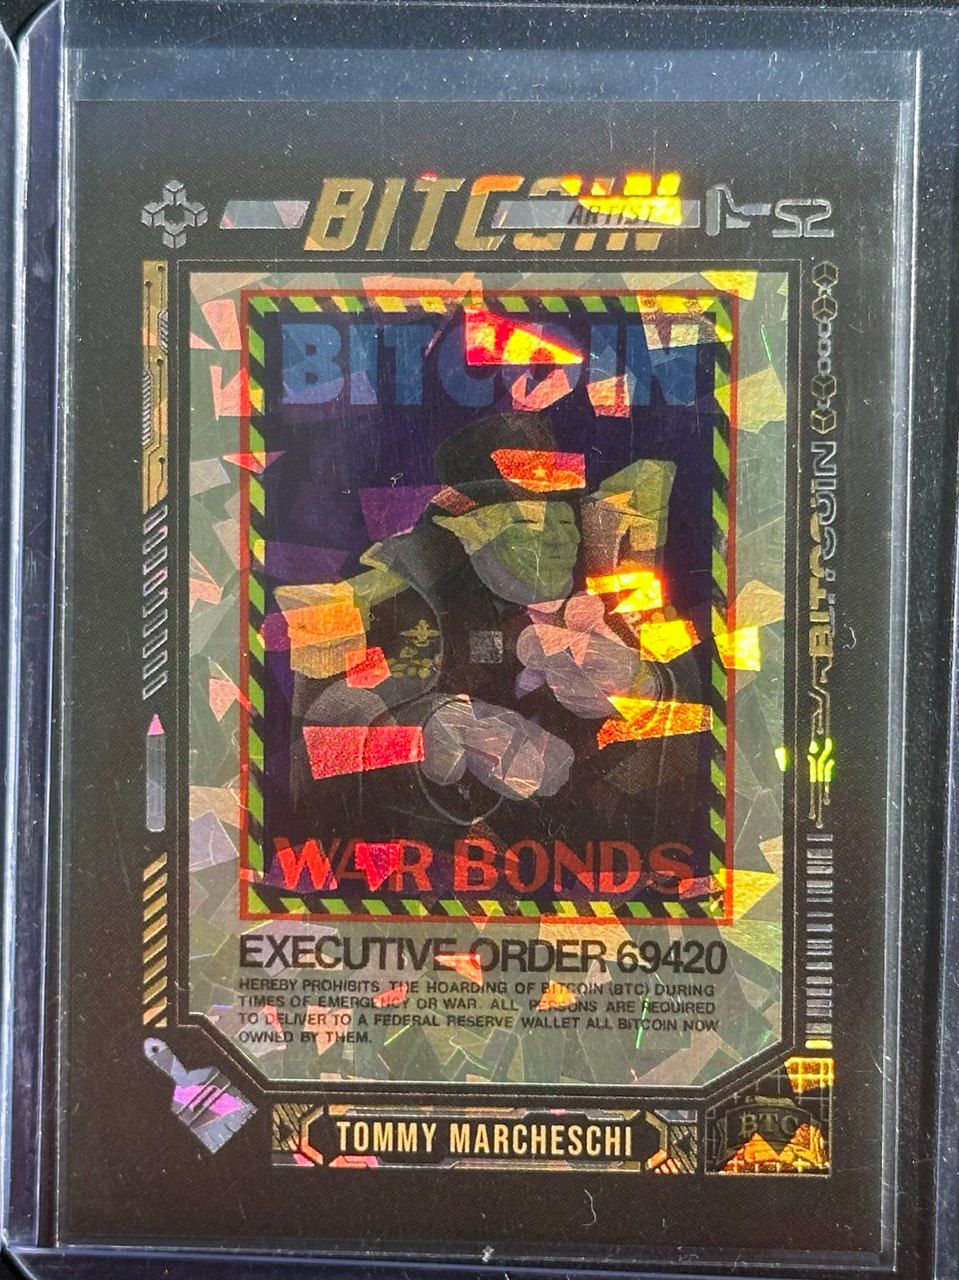 BITCOIN
ARTIST
BITCOIN
BITCOIN
WAR BONDS
EXECUTIVE ORDER 69420
HEREBY PROHIBITS THE HOARDING OF BITCOIN (BTC) DURING
TIMES OF EMERGENCY OR WAR. ALL PERSONS ARE REQUIRED
TO DELIVER TO A FEDERAL RESERVE WALLET ALL BITCOIN NOW
OWNED BY THEM.
TOMMY MARCHESCHI
BTC